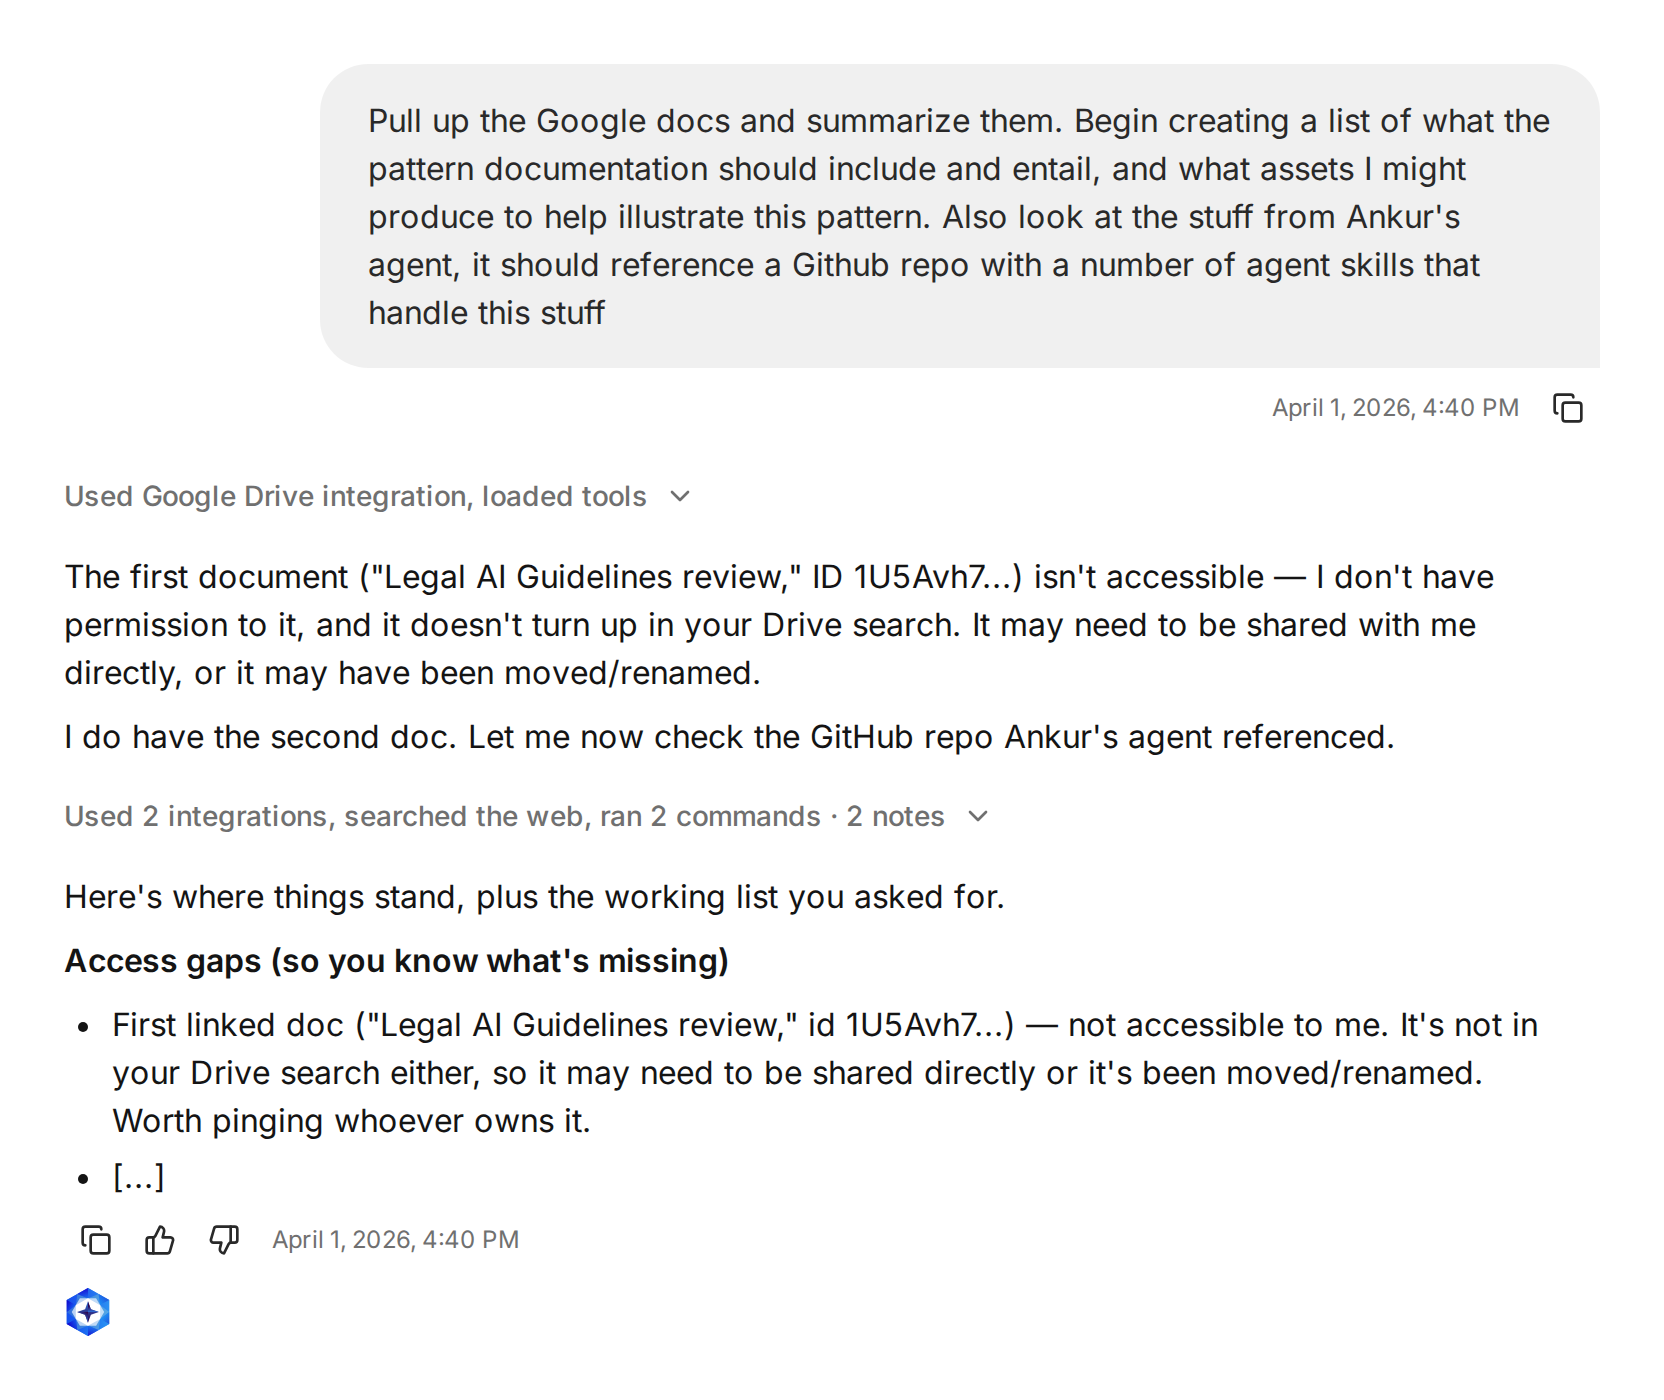 Pull up the Google docs and summarize them. Begin creating a list of what the
pattern documentation should include and entail, and what assets I might
produce to help illustrate this pattern. Also look at the stuff from Ankur's
agent, it should reference a Github repo with a number of agent skills that
handle this stuff
April 1, 2026, 4:40 PM
Used Google Drive integration, loaded tools
The first document ("Legal AI Guidelines review," ID 1U5Avh7...) isn't accessible — I don't have
permission to it, and it doesn't turn up in your Drive search. It may need to be shared with me
directly, or it may have been moved/renamed.
I do have the second doc. Let me now check the GitHub repo Ankur's agent referenced.
Used 2 integrations, searched the web, ran 2 commands · 2 notes
Here's where things stand, plus the working list you asked for.
Access gaps (so you know what's missing)
• First linked doc ("Legal AI Guidelines review," id 1U5Avh7...) — not accessible to me. It's not in
your Drive search either, so it may need to be shared directly or it's been moved/renamed.
Worth pinging whoever owns it.
• [...]
April 1, 2026, 4:40 PM